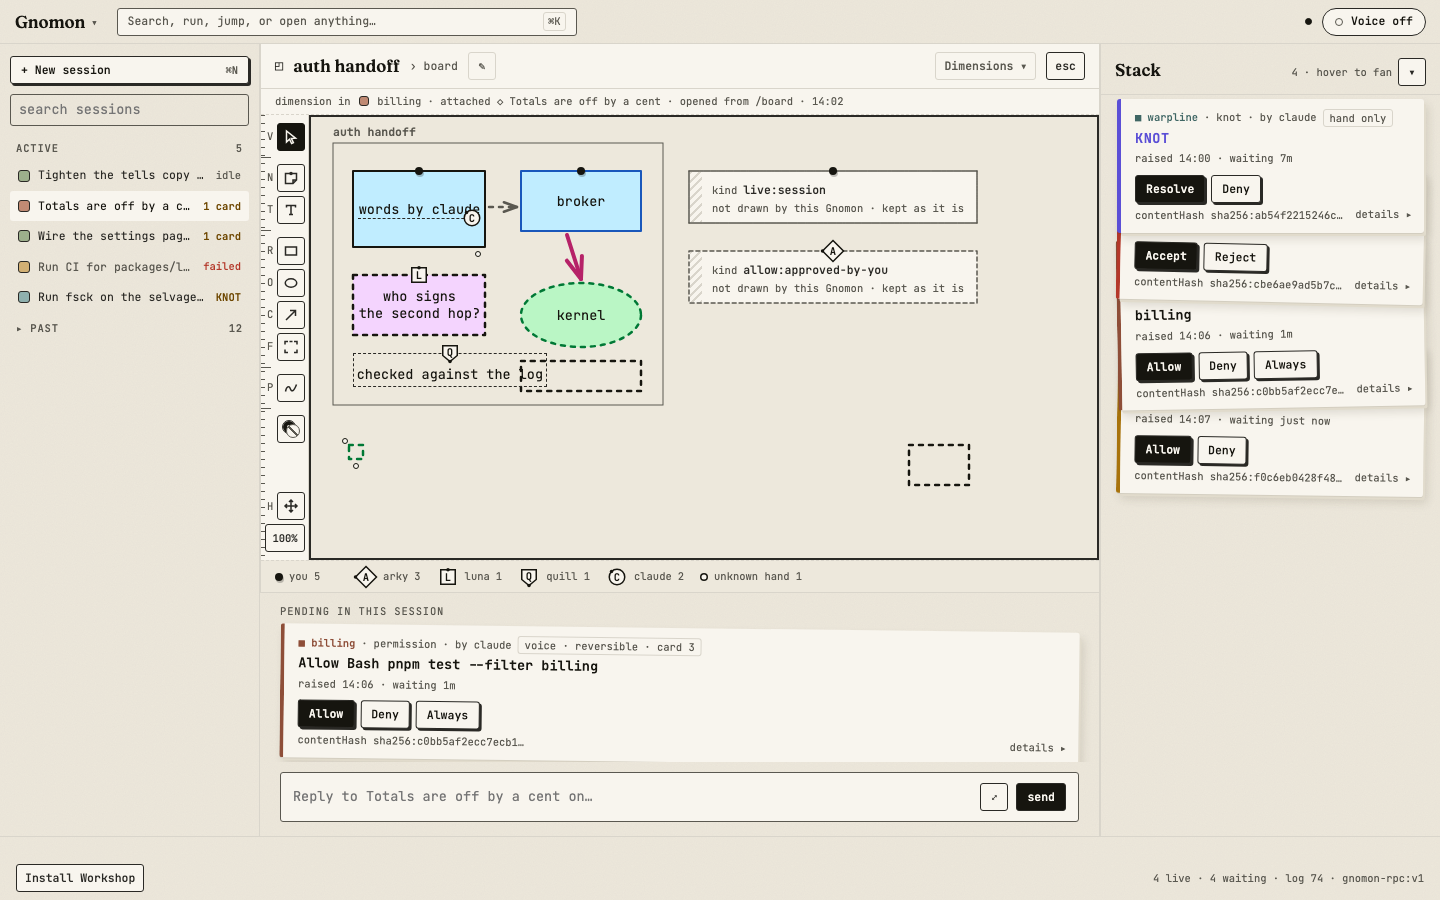 Gnomon ▾
Search, run, jump, or open anything… ⌘K
Voice off
+ New session ⌘N
search sessions
ACTIVE 5
Tighten the tells copy … idle
Totals are off by a c… 1 card
Wire the settings pag… 1 card
Run CI for packages/l… failed
Run fsck on the selvage… KNOT
▸ PAST 12
auth handoff › board ✎
Dimensions ▾ esc
dimension in billing · attached ◇ Totals are off by a cent · opened from /board · 14:02
V
N
T
R
O
C
F
P
H
100%
auth handoff
words by claude
C
broker
L
who signs
the second hop?
kernel
Q
checked against the log
kind live:session
not drawn by this Gnomon · kept as it is
A
kind allow:approved-by-you
not drawn by this Gnomon · kept as it is
you 5 A arky 3 L luna 1 Q quill 1 C claude 2 unknown hand 1
PENDING IN THIS SESSION
■ billing · permission · by claude voice · reversible · card 3
Allow Bash pnpm test --filter billing
raised 14:06 · waiting 1m
Allow Deny Always
contentHash sha256:c0bb5af2ecc7ecb1…
details ▸
Reply to Totals are off by a cent on…
send
Stack
4 · hover to fan ▾
■ warpline · knot · by claude hand only
KNOT
raised 14:00 · waiting 7m
Resolve Deny
contentHash sha256:ab54f2215246c… details ▸
Accept Reject
contentHash sha256:cbe6ae9ad5b7c… details ▸
billing
raised 14:06 · waiting 1m
Allow Deny Always
contentHash sha256:c0bb5af2ecc7e… details ▸
raised 14:07 · waiting just now
Allow Deny
contentHash sha256:f0c6eb0428f48… details ▸
Install Workshop
4 live · 4 waiting · log 74 · gnomon-rpc:v1